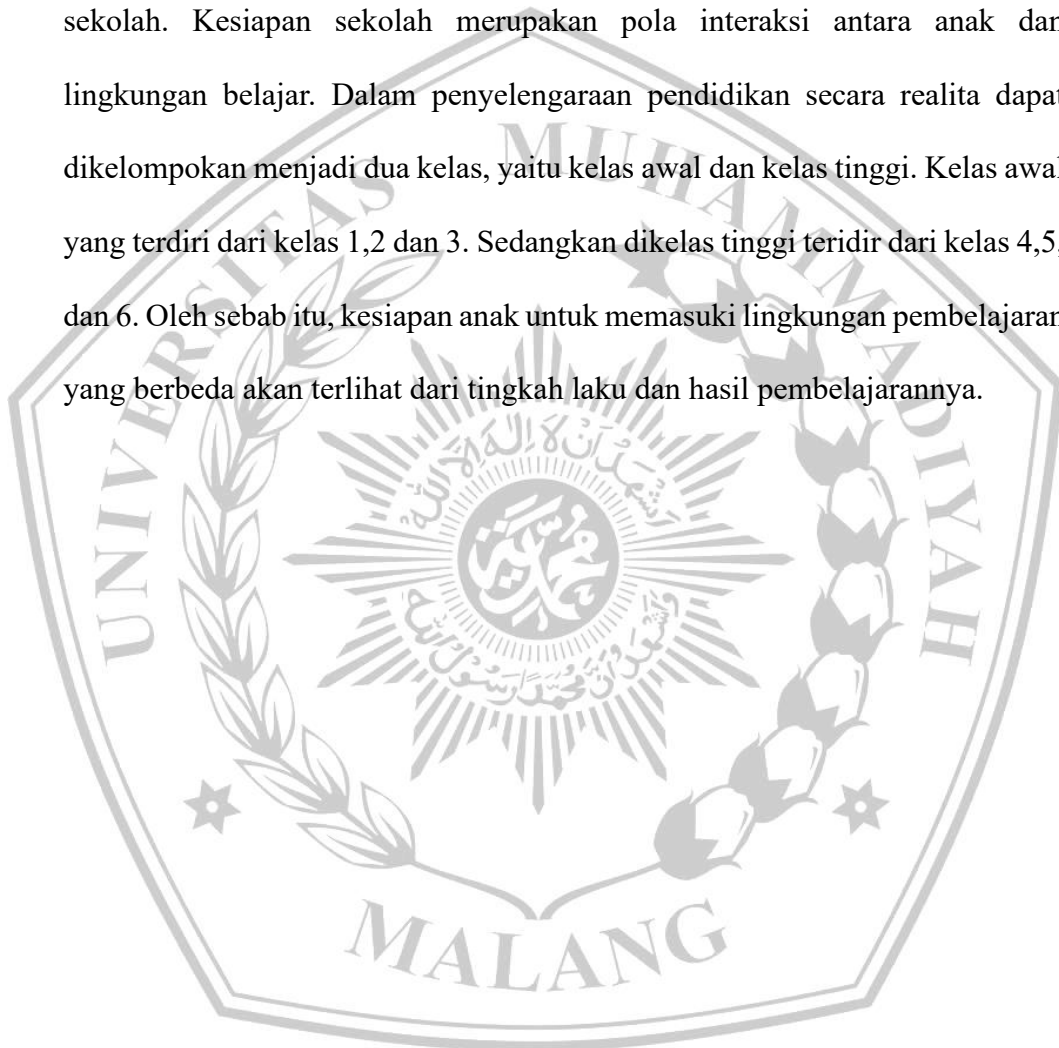 sekolah. Kesiapan sekolah merupakan pola interaksi antara anak dan
lingkungan belajar. Dalam penyelengaraan pendidikan secara realita dapat
dikelompokan menjadi dua kelas, yaitu kelas awal dan kelas tinggi. Kelas awal
yang terdiri dari kelas 1,2 dan 3. Sedangkan dikelas tinggi teridir dari kelas 4,5,
dan 6. Oleh sebab itu, kesiapan anak untuk memasuki lingkungan pembelajaran
yang berbeda akan terlihat dari tingkah laku dan hasil pembelajarannya.
UNIVERSITAS MUHAMMADIYAH
MALANG